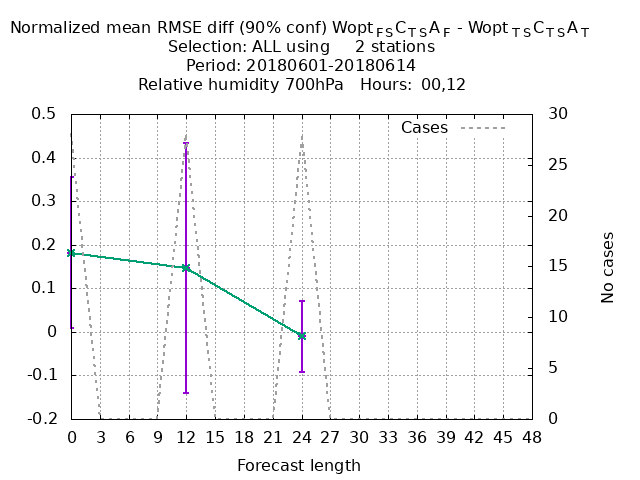 Normalized mean RMSE diff (90% conf) Wopt FS C TS A F - Wopt TS C TS A T
Selection: ALL using 2 stations
Period: 20180601-20180614
Relative humidity 700hPa Hours: 00,12
0.5
0.4
0.3
0.2
0.1
0
-0.1
-0.2
Cases
30
25
20
15
10
5
0
No cases
0 3 6 9 12 15 18 21 24 27 30 33 36 39 42 45 48
Forecast length